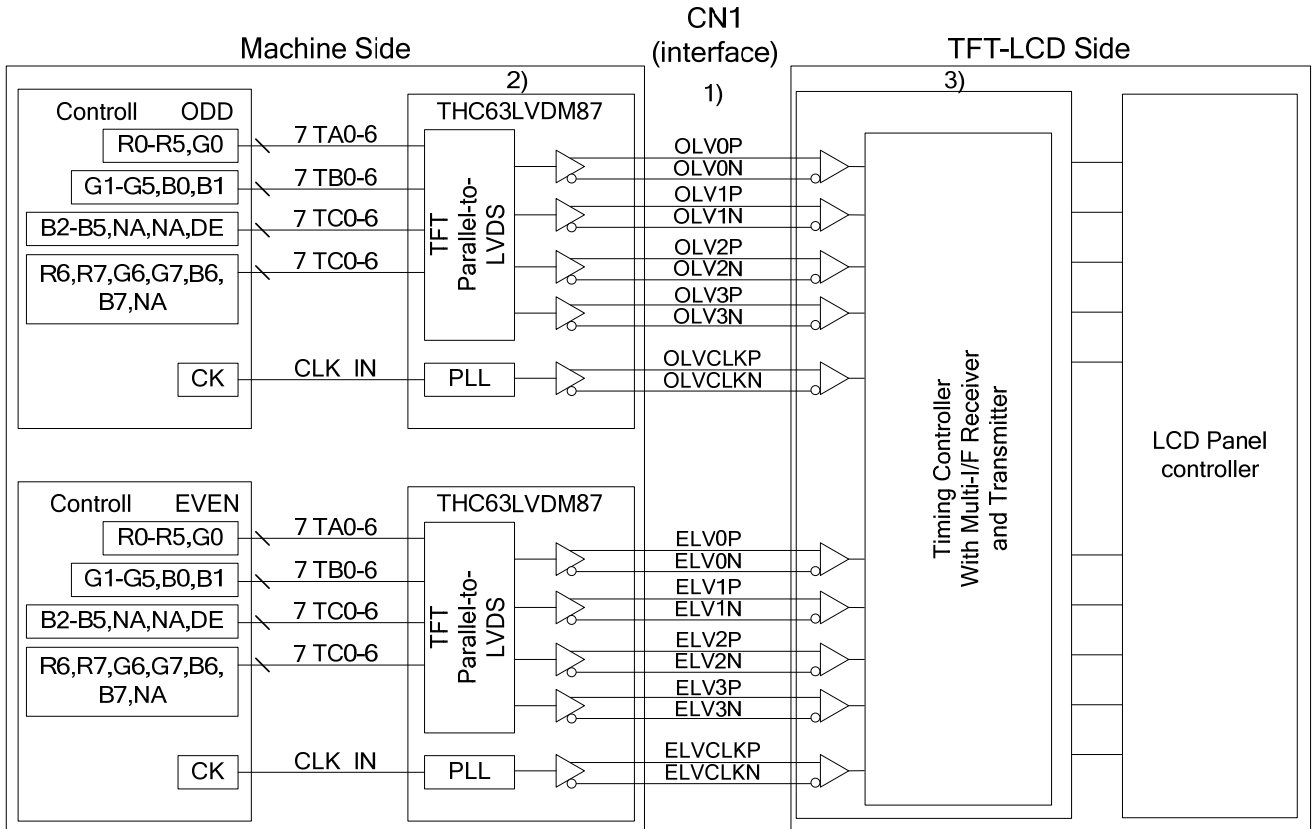 CN1
(interface)
1)
Machine Side
2)
Controll ODD
R0-R5,G0
G1-G5,B0,B1
B2-B5,NA,NA,DE
R6,R7,G6,G7,B6,
B7,NA
CK
7 TA0-6
7 TB0-6
7 TC0-6
7 TC0-6
CLK IN
THC63LVDM87
TFT
Parallel-to-
LVDS
PLL
OLV0P
OLV0N
OLV1P
OLV1N
OLV2P
OLV2N
OLV3P
OLV3N
OLVCLKP
OLVCLKN
Controll EVEN
R0-R5,G0
G1-G5,B0,B1
B2-B5,NA,NA,DE
R6,R7,G6,G7,B6,
B7,NA
CK
7 TA0-6
7 TB0-6
7 TC0-6
7 TC0-6
CLK IN
THC63LVDM87
TFT
Parallel-to-
LVDS
PLL
ELV0P
ELV0N
ELV1P
ELV1N
ELV2P
ELV2N
ELV3P
ELV3N
ELVCLKP
ELVCLKN
TFT-LCD Side
3)
Timing Controller
With Multi-I/F Receiver
and Transmitter
LCD Panel
controller